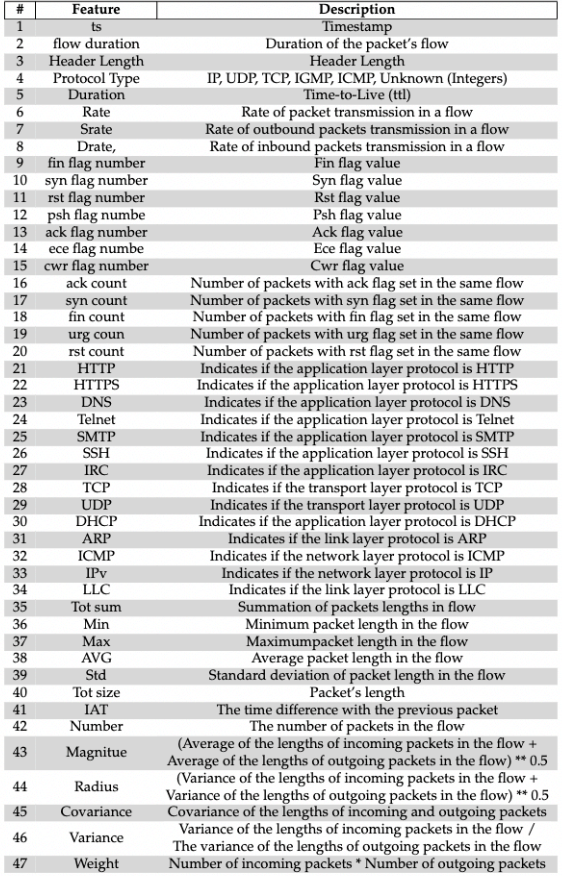 # Feature Description
1 ts Timestamp
2 flow duration Duration of the packet's flow
3 Header Length Header Length
4 Protocol Type IP, UDP, TCP, IGMP, ICMP, Unknown (Integers)
5 Duration Time-to-Live (ttl)
6 Rate Rate of packet transmission in a flow
7 Srate Rate of outbound packets transmission in a flow
8 Drate, Rate of inbound packets transmission in a flow
9 fin flag number Fin flag value
10 syn flag number Syn flag value
11 rst flag number Rst flag value
12 psh flag numbe Psh flag value
13 ack flag number Ack flag value
14 ece flag numbe Ece flag value
15 cwr flag number Cwr flag value
16 ack count Number of packets with ack flag set in the same flow
17 syn count Number of packets with syn flag set in the same flow
18 fin count Number of packets with fin flag set in the same flow
19 urg coun Number of packets with urg flag set in the same flow
20 rst count Number of packets with rst flag set in the same flow
21 HTTP Indicates if the application layer protocol is HTTP
22 HTTPS Indicates if the application layer protocol is HTTPS
23 DNS Indicates if the application layer protocol is DNS
24 Telnet Indicates if the application layer protocol is Telnet
25 SMTP Indicates if the application layer protocol is SMTP
26 SSH Indicates if the application layer protocol is SSH
27 IRC Indicates if the application layer protocol is IRC
28 TCP Indicates if the transport layer protocol is TCP
29 UDP Indicates if the transport layer protocol is UDP
30 DHCP Indicates if the application layer protocol is DHCP
31 ARP Indicates if the link layer protocol is ARP
32 ICMP Indicates if the network layer protocol is ICMP
33 IPv Indicates if the network layer protocol is IP
34 LLC Indicates if the link layer protocol is LLC
35 Tot sum Summation of packets lengths in flow
36 Min Minimum packet length in the flow
37 Max Maximumpacket length in the flow
38 AVG Average packet length in the flow
39 Std Standard deviation of packet length in the flow
40 Tot size Packet's length
41 IAT The time difference with the previous packet
42 Number The number of packets in the flow
43 Magnitue (Average of the lengths of incoming packets in the flow +
Average of the lengths of outgoing packets in the flow) ** 0.5
44 Radius (Variance of the lengths of incoming packets in the flow +
Variance of the lengths of outgoing packets in the flow) ** 0.5
45 Covariance Covariance of the lengths of incoming and outgoing packets
46 Variance Variance of the lengths of incoming packets in the flow /
The variance of the lengths of outgoing packets in the flow
47 Weight Number of incoming packets * Number of outgoing packets